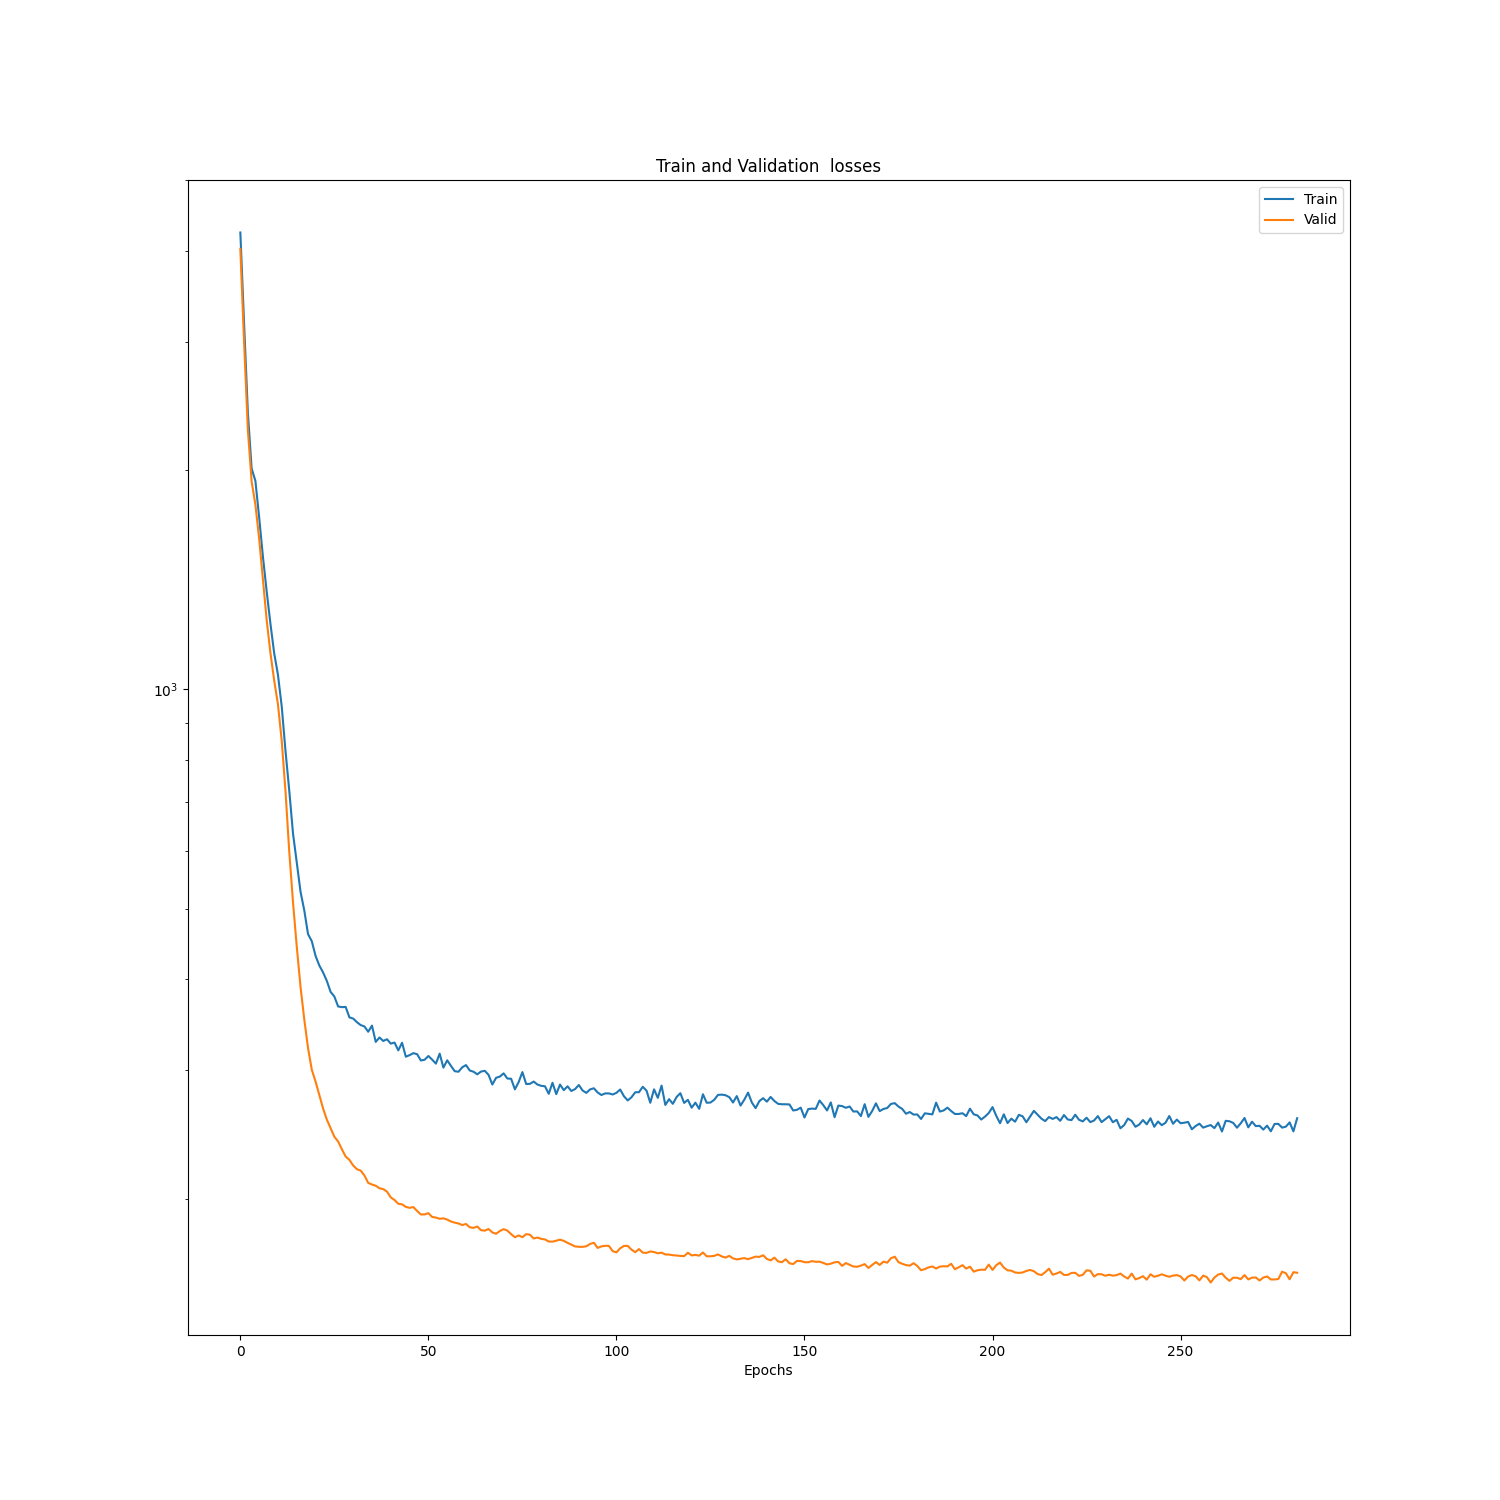 Train and Validation  losses
Train
Valid
10³
0 50 100 150 200 250
Epochs